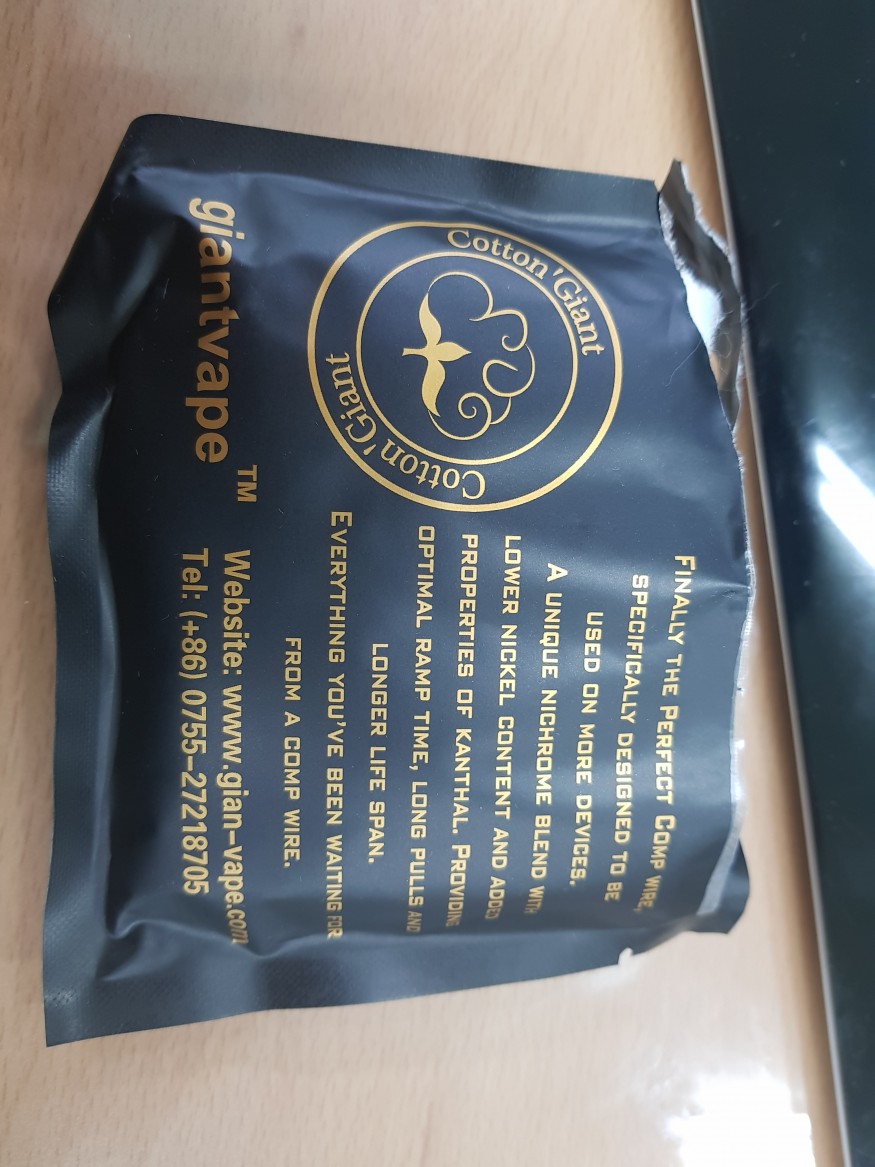 Cotton'Giant
Cotton'Giant
FINALLY THE PERFECT COMP WIRE,
SPECIFICALLY DESIGNED TO BE
USED ON MORE DEVICES.
A UNIQUE NICHROME BLEND WITH
LOWER NICKEL CONTENT AND ADDED
PROPERTIES OF KANTHAL. PROVIDING
OPTIMAL RAMP TIME, LONG PULLS AND
LONGER LIFE SPAN.
EVERYTHING YOU'VE BEEN WAITING FOR
FROM A COMP WIRE.
giantvape TM
Website: www.gian-vape.com
Tel: (+86) 0755-27218705